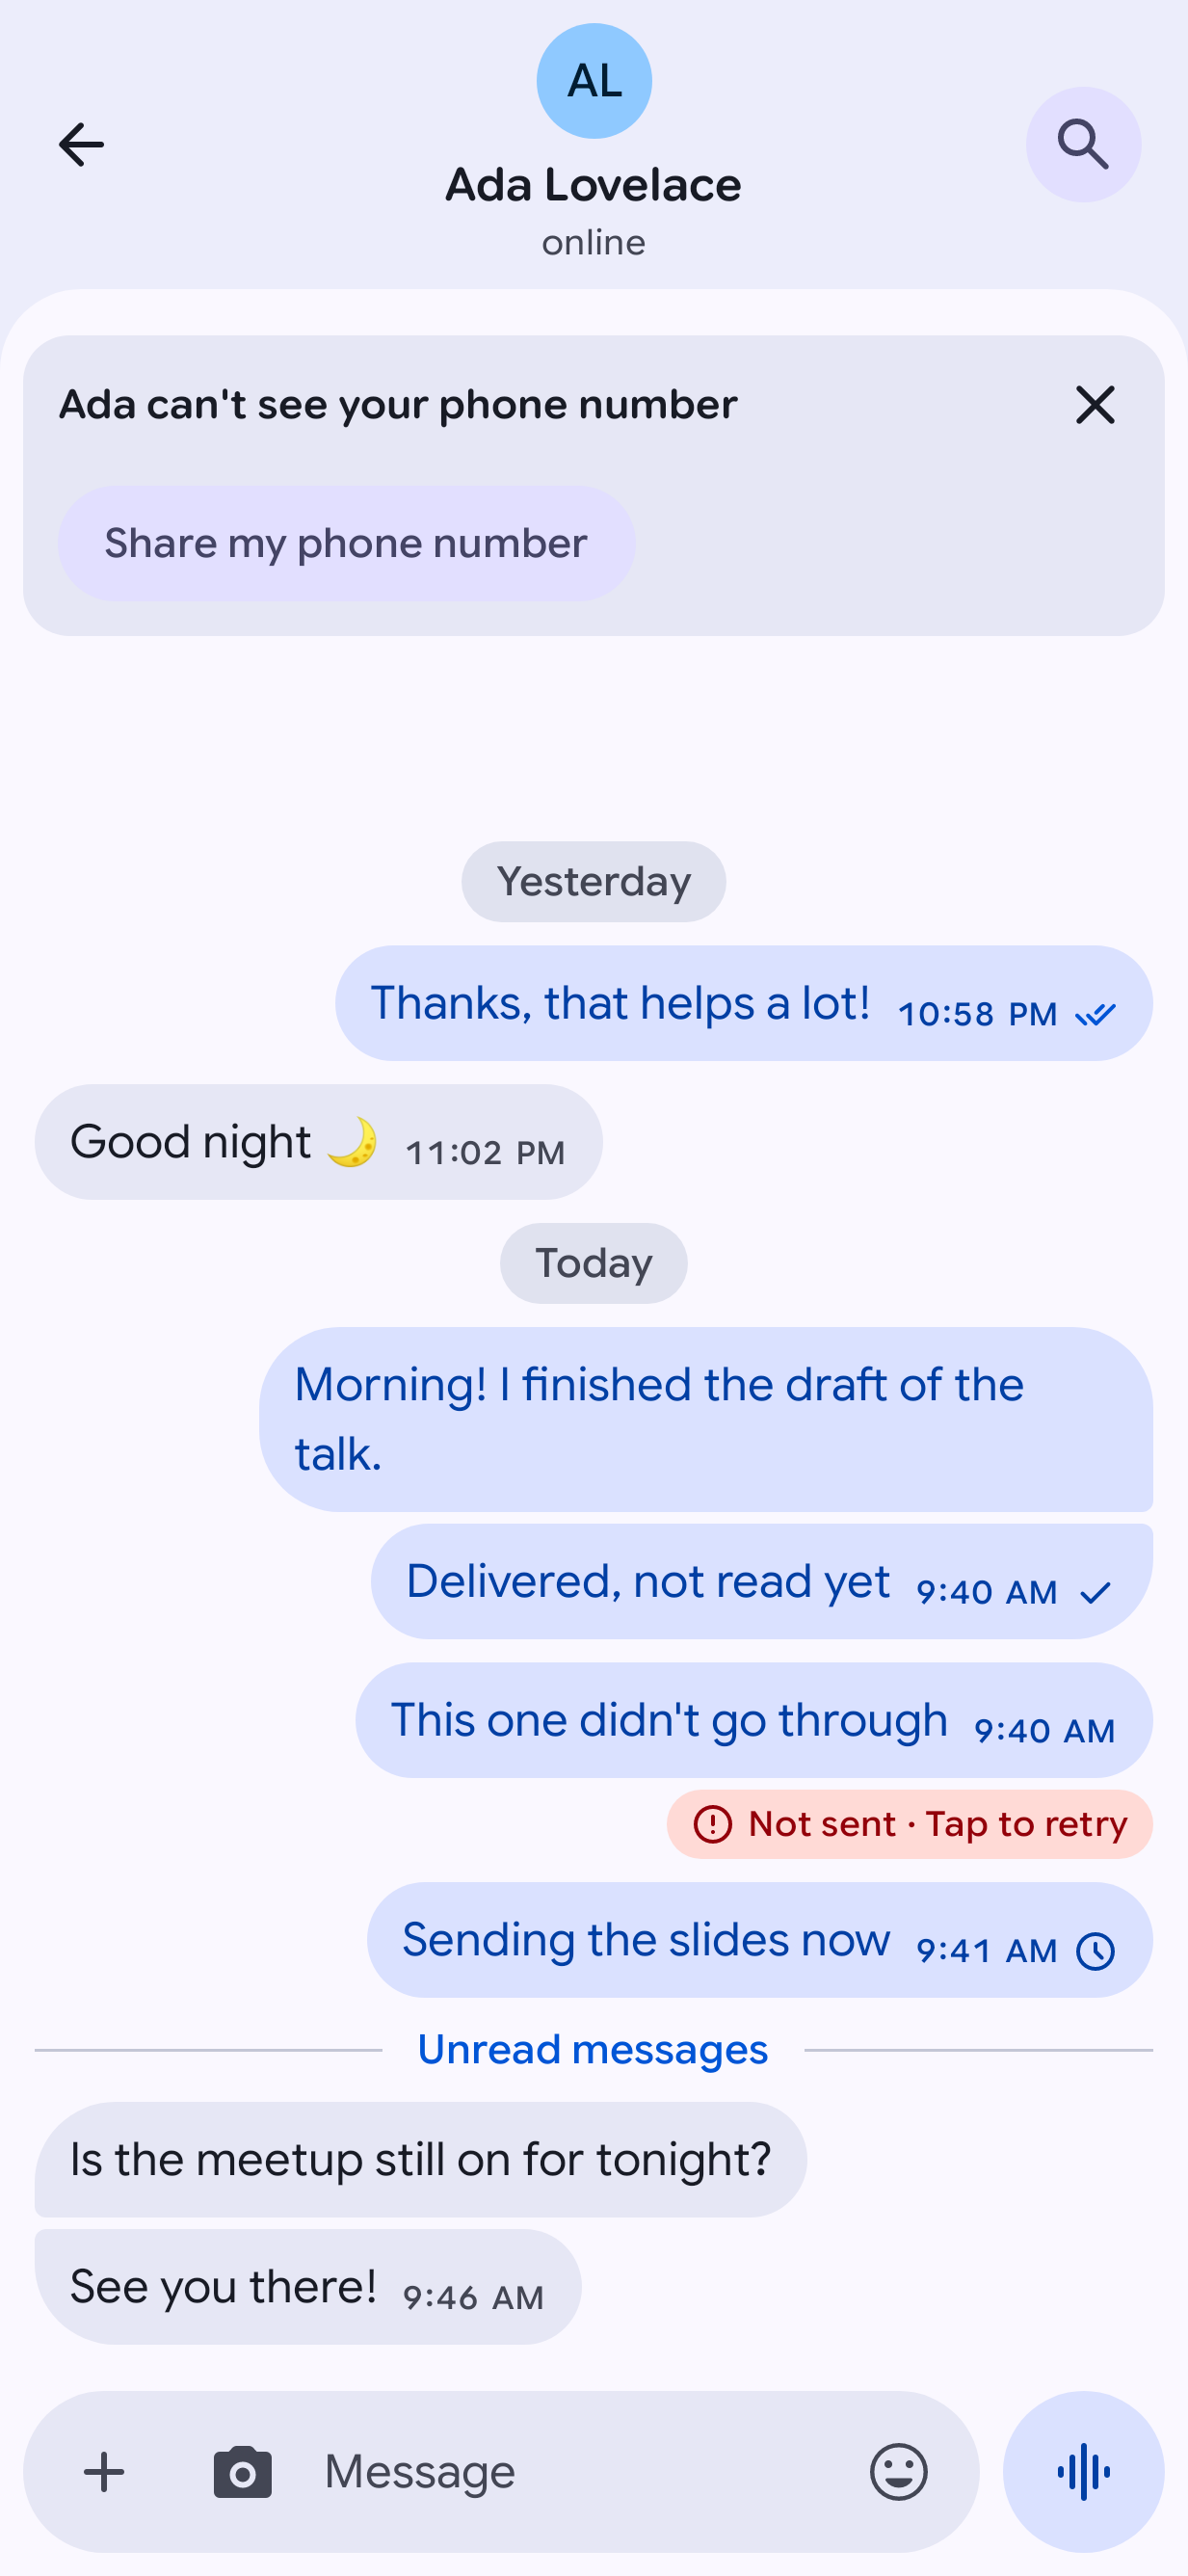 AL
Ada Lovelace
online
Ada can't see your phone number
Share my phone number
Yesterday
Thanks, that helps a lot! 10:58 PM
Good night 🌙 11:02 PM
Today
Morning! I finished the draft of the
talk.
Delivered, not read yet 9:40 AM
This one didn't go through 9:40 AM
Not sent · Tap to retry
Sending the slides now 9:41 AM
Unread messages
Is the meetup still on for tonight?
See you there! 9:46 AM
Message